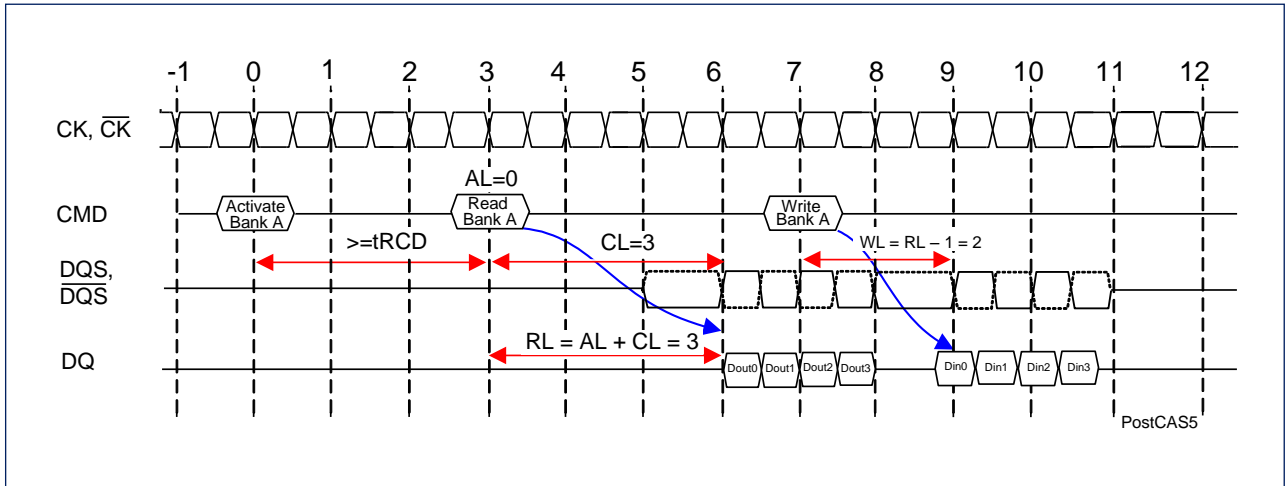 -1 0 1 2 3 4 5 6 7 8 9 10 11 12
CK, CK
AL=0
CMD
Activate
Bank A
Read
Bank A
Write
Bank A
>=tRCD
CL=3
WL = RL – 1 = 2
DQS,
DQS
RL = AL + CL = 3
DQ
Dout0 Dout1 Dout2 Dout3
Din0 Din1 Din2 Din3
PostCAS5